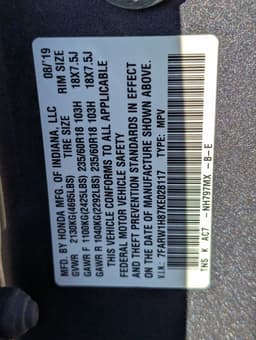 MFD. BY HONDA MFG. OF INDIANA, LLC 08/'19
TIRE SIZE RIM SIZE
GVWR 2130KG(4695LBS)
GAWR F 1100KG(2425LBS) 235/60R18 103H 18X7.5J
GAWR R 1040KG(2292LBS) 235/60R18 103H 18X7.5J
THIS VEHICLE CONFORMS TO ALL APPLICABLE
FEDERAL MOTOR VEHICLE SAFETY
AND THEFT PREVENTION STANDARDS IN EFFECT
ON THE DATE OF MANUFACTURE SHOWN ABOVE.
V.I.N.: 7FARW1H87KE028117 TYPE: MPV
TNS K AC7 -NH797MX -B-E